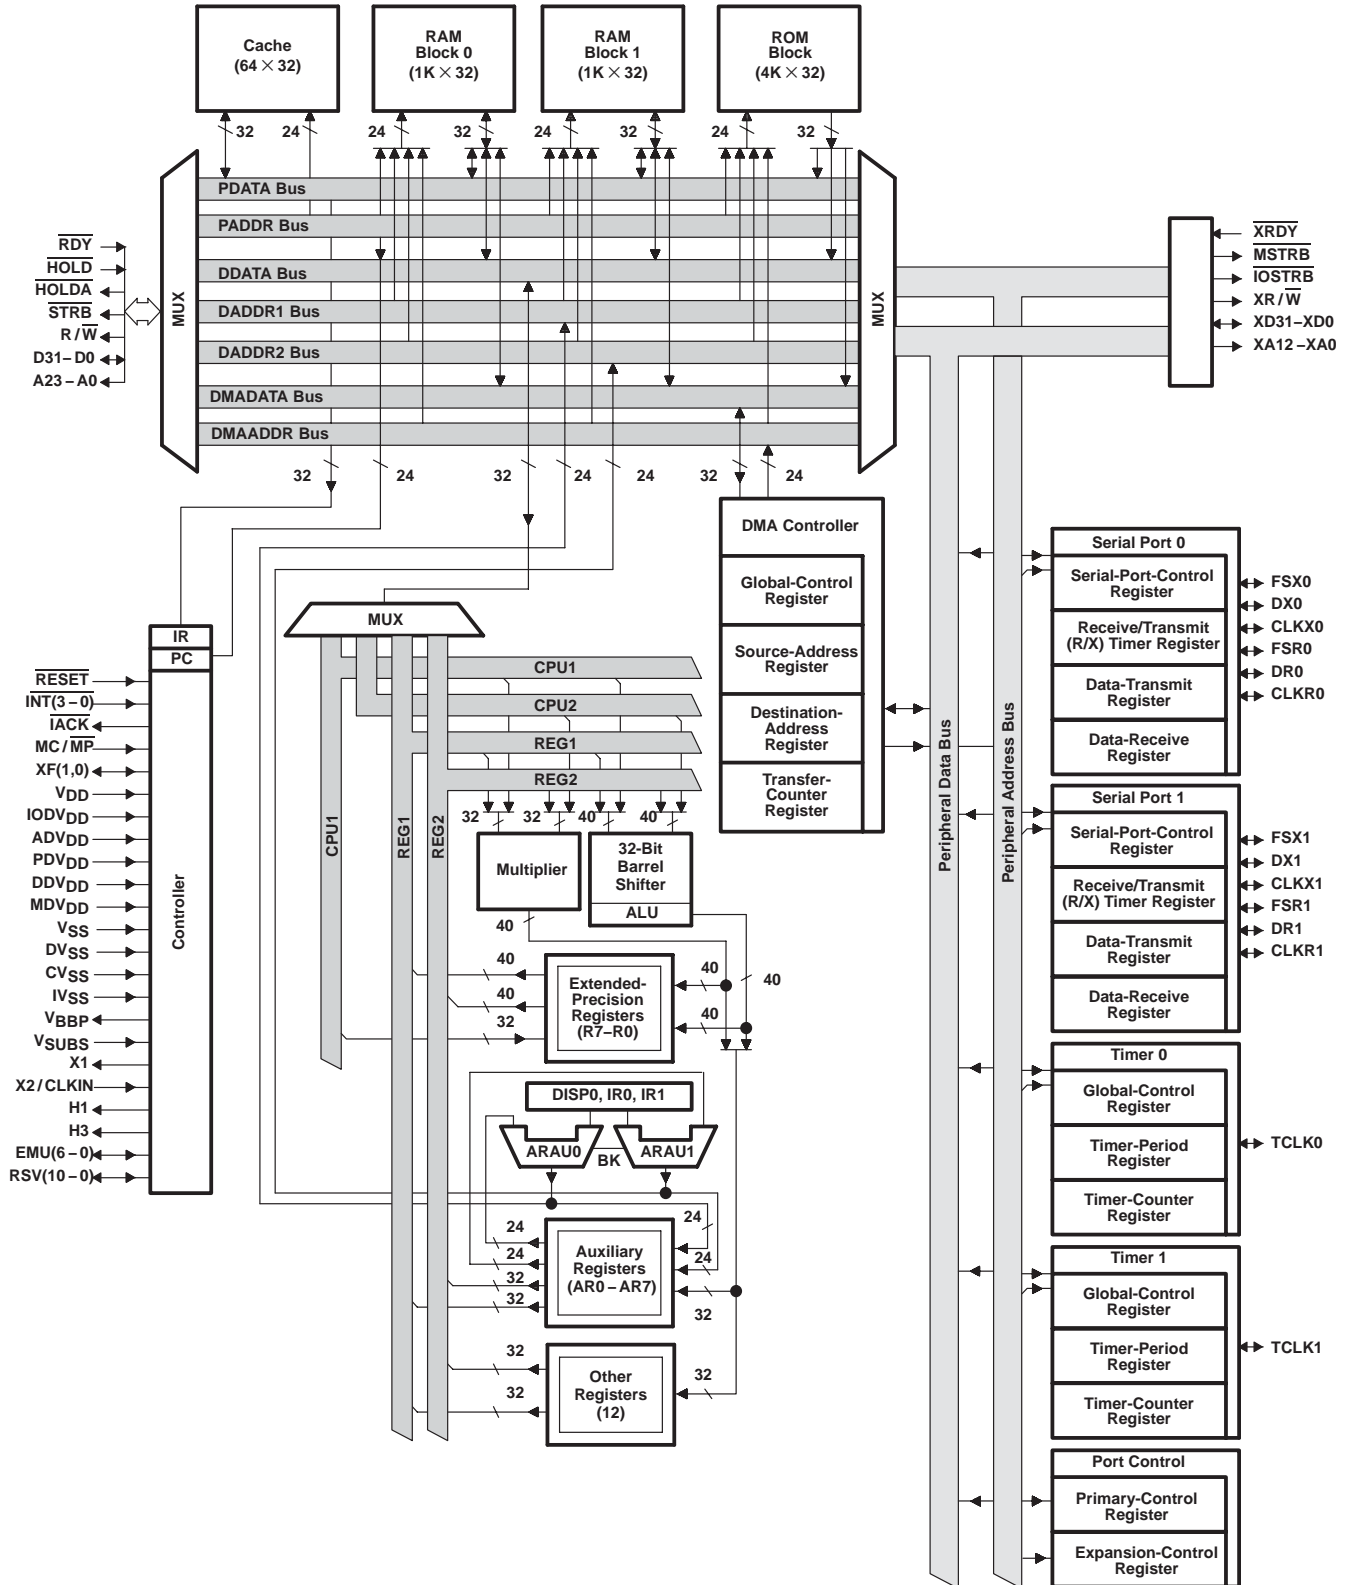 Cache
(64 × 32)
RAM
Block 0
(1K × 32)
RAM
Block 1
(1K × 32)
ROM
Block
(4K × 32)
32
24
24
32
24
32
24
32
PDATA Bus
PADDR Bus
DDATA Bus
DADDR1 Bus
DADDR2 Bus
DMADATA Bus
DMAADDR Bus
MUX
MUX
RDY
HOLD
HOLDA
STRB
R/W
D31–D0
A23–A0
XRDY
MSTRB
IOSTRB
XR/W
XD31–XD0
XA12–XA0
32
24
32
24
24
32
24
DMA Controller
Global-Control
Register
Source-Address
Register
Destination-
Address
Register
Transfer-
Counter
Register
Peripheral Data Bus
Peripheral Address Bus
IR
PC
Controller
RESET
INT(3–0)
IACK
MC/MP
XF(1,0)
VDD
IODVDD
ADVDD
PDVDD
DDVDD
MDVDD
VSS
DVSS
CVSS
IVSS
VBBP
VSUBS
X1
X2/CLKIN
H1
H3
EMU(6–0)
RSV(10–0)
MUX
CPU1
CPU2
REG1
REG2
CPU1
REG1
REG2
32
32
40
40
Multiplier
32-Bit
Barrel
Shifter
ALU
40
40
40
40
32
40
40
Extended-
Precision
Registers
(R7–R0)
40
DISP0, IR0, IR1
ARAU0
BK
ARAU1
24
24
32
32
24
24
32
Auxiliary
Registers
(AR0–AR7)
32
32
32
Other
Registers
(12)
Serial Port 0
Serial-Port-Control
Register
Receive/Transmit
(R/X) Timer Register
Data-Transmit
Register
Data-Receive
Register
FSX0
DX0
CLKX0
FSR0
DR0
CLKR0
Serial Port 1
Serial-Port-Control
Register
Receive/Transmit
(R/X) Timer Register
Data-Transmit
Register
Data-Receive
Register
FSX1
DX1
CLKX1
FSR1
DR1
CLKR1
Timer 0
Global-Control
Register
Timer-Period
Register
Timer-Counter
Register
TCLK0
Timer 1
Global-Control
Register
Timer-Period
Register
Timer-Counter
Register
TCLK1
Port Control
Primary-Control
Register
Expansion-Control
Register